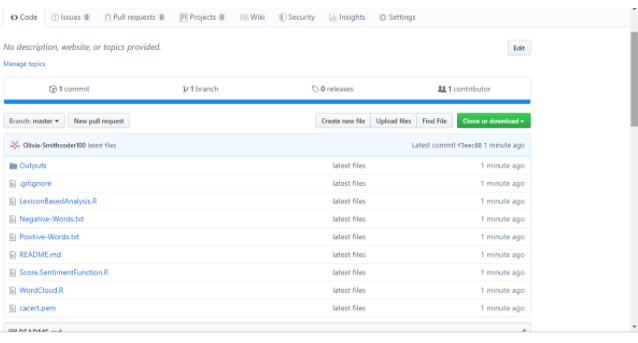 Code Issues 0 Pull requests 0 Projects 0 Wiki Security Insights Settings
No description, website, or topics provided. Edit
Manage topics
1 commit 1 branch 0 releases 1 contributor
Branch: master New pull request Create new file Upload files Find File Clone or download
Olivia-Smithcoder100 latest files Latest commit f3eec88 1 minute ago
Outputs latest files 1 minute ago
.gitignore latest files 1 minute ago
LexiconBasedAnalysis.R latest files 1 minute ago
Negative-Words.txt latest files 1 minute ago
Positive-Words.txt latest files 1 minute ago
README.md latest files 1 minute ago
Score.SentimentFunction.R latest files 1 minute ago
WordCloud.R latest files 1 minute ago
cacert.pem latest files 1 minute ago
README.md